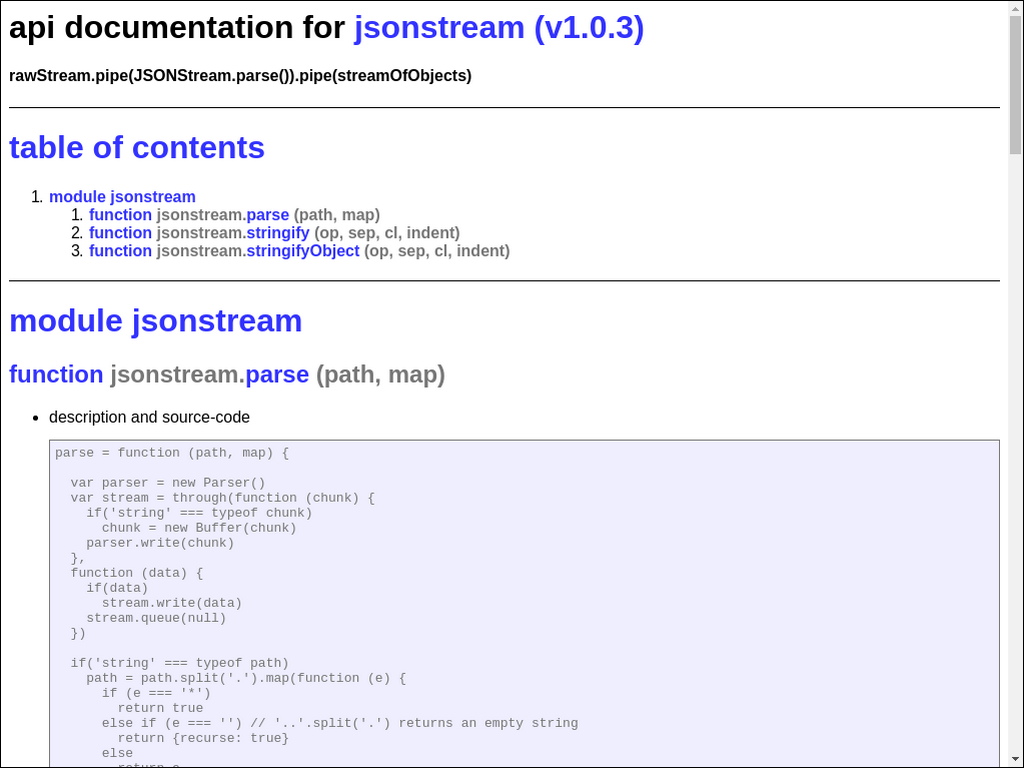 api documentation for jsonstream (v1.0.3)
rawStream.pipe(JSONStream.parse()).pipe(streamOfObjects)
table of contents
1. module jsonstream
1. function jsonstream.parse (path, map)
2. function jsonstream.stringify (op, sep, cl, indent)
3. function jsonstream.stringifyObject (op, sep, cl, indent)
module jsonstream
function jsonstream.parse (path, map)
• description and source-code
parse = function (path, map) {
var parser = new Parser()
var stream = through(function (chunk) {
if('string' === typeof chunk)
chunk = new Buffer(chunk)
parser.write(chunk)
},
function (data) {
if(data)
stream.write(data)
stream.queue(null)
})
if('string' === typeof path)
path = path.split('.').map(function (e) {
if (e === '*')
return true
else if (e === '') // '..'.split('.') returns an empty string
return {recurse: true}
else
return e